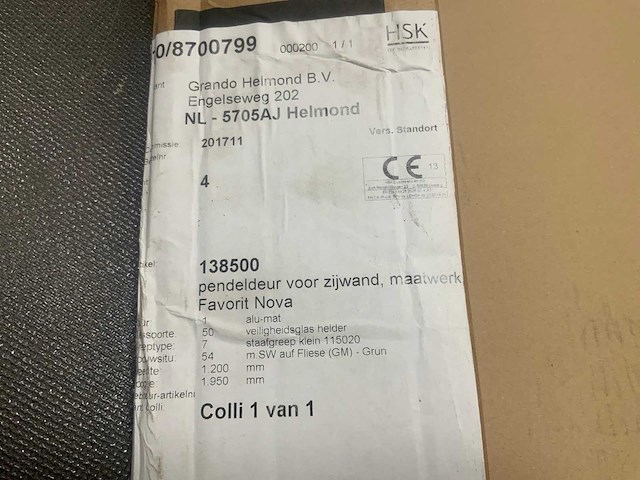 -0/8700799 000200 1 / 1
HSK
Grando Helmond B.V.
Engelseweg 202
NL - 5705AJ Helmond
Vers. Standort
201711
CE 13
4
138500
pendeldeur voor zijwand, maatwerk
Favorit Nova
1 alu-mat
50 veiligheidsglas helder
7 staafgreep klein 115020
54 m.SW auf Fliese (GM) - Grun
1.200 mm
1.950 mm
Colli 1 van 1